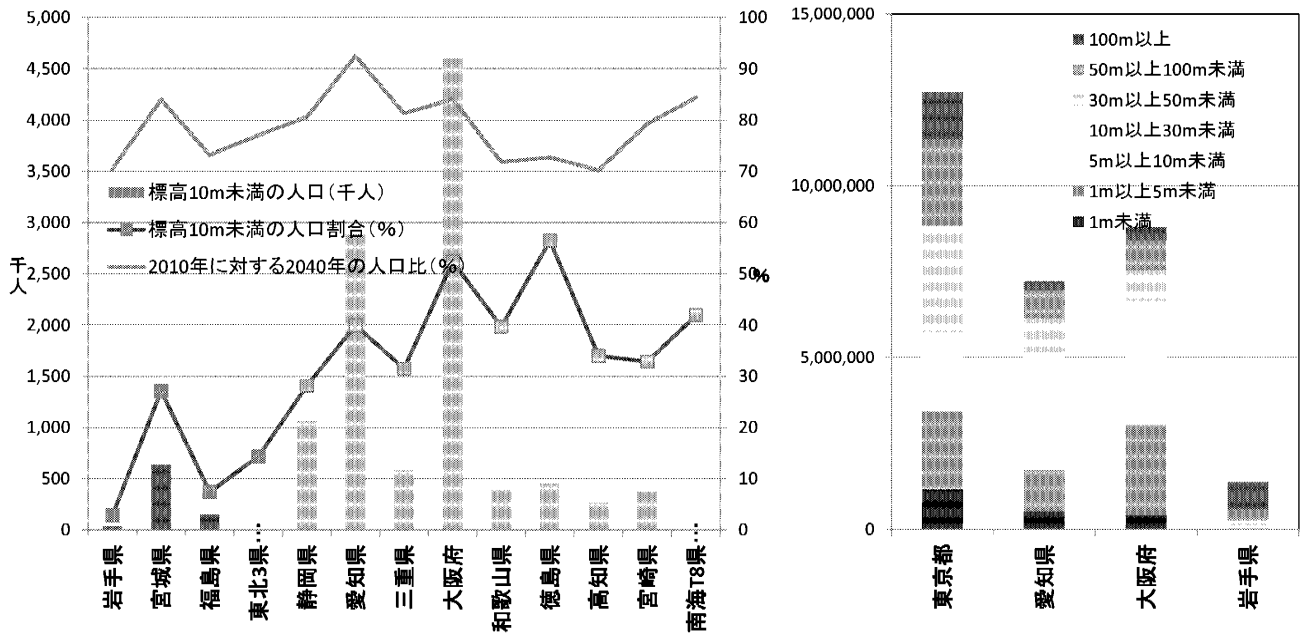 5,000
4,500
4,000
3,500
3,000
2,500
2,000
1,500
1,000
500
0
千人
100
90
80
70
60
50
40
30
20
10
0
%
標高10m未満の人口(千人)
標高10m未満の人口割合(%)
2010年に対する2040年の人口比(%)
岩手県
宮城県
福島県
東北3県…
静岡県
愛知県
三重県
大阪府
和歌山県
徳島県
高知県
宮崎県
南海T8県…
15,000,000
10,000,000
5,000,000
0
100m以上
50m以上100m未満
30m以上50m未満
10m以上30m未満
5m以上10m未満
1m以上5m未満
1m未満
東京都
愛知県
大阪府
岩手県